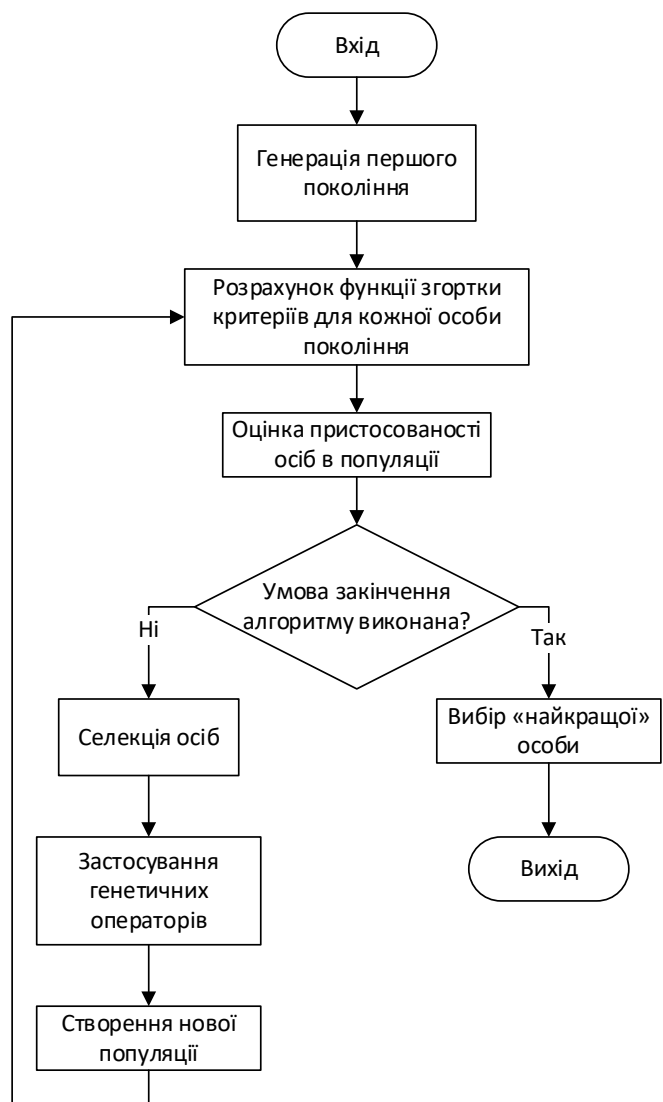 Вхід
Генерація першого
покоління
Розрахунок функції згортки
критеріїв для кожної особи
покоління
Оцінка пристосованості
осіб в популяції
Умова закінчення
алгоритму виконана?
Ні
Так
Селекція осіб
Вибір «найкращої»
особи
Застосування
генетичних
операторів
Вихід
Створення нової
популяції